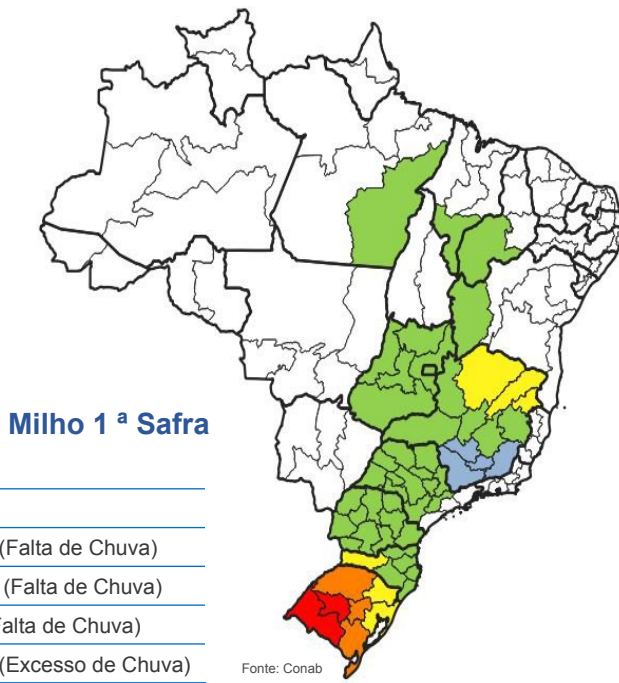 Milho 1 ª Safra
(Falta de Chuva)
(Falta de Chuva)
alta de Chuva)
(Excesso de Chuva)
Fonte: Conab